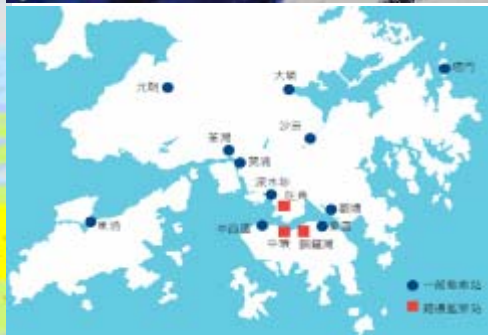 塔門
大埔
元朗
沙田
荃灣
葵涌
深水埗
旺角
觀塘
中西區
東區
東涌
中環
銅鑼灣
一般監察站
路邊監察站